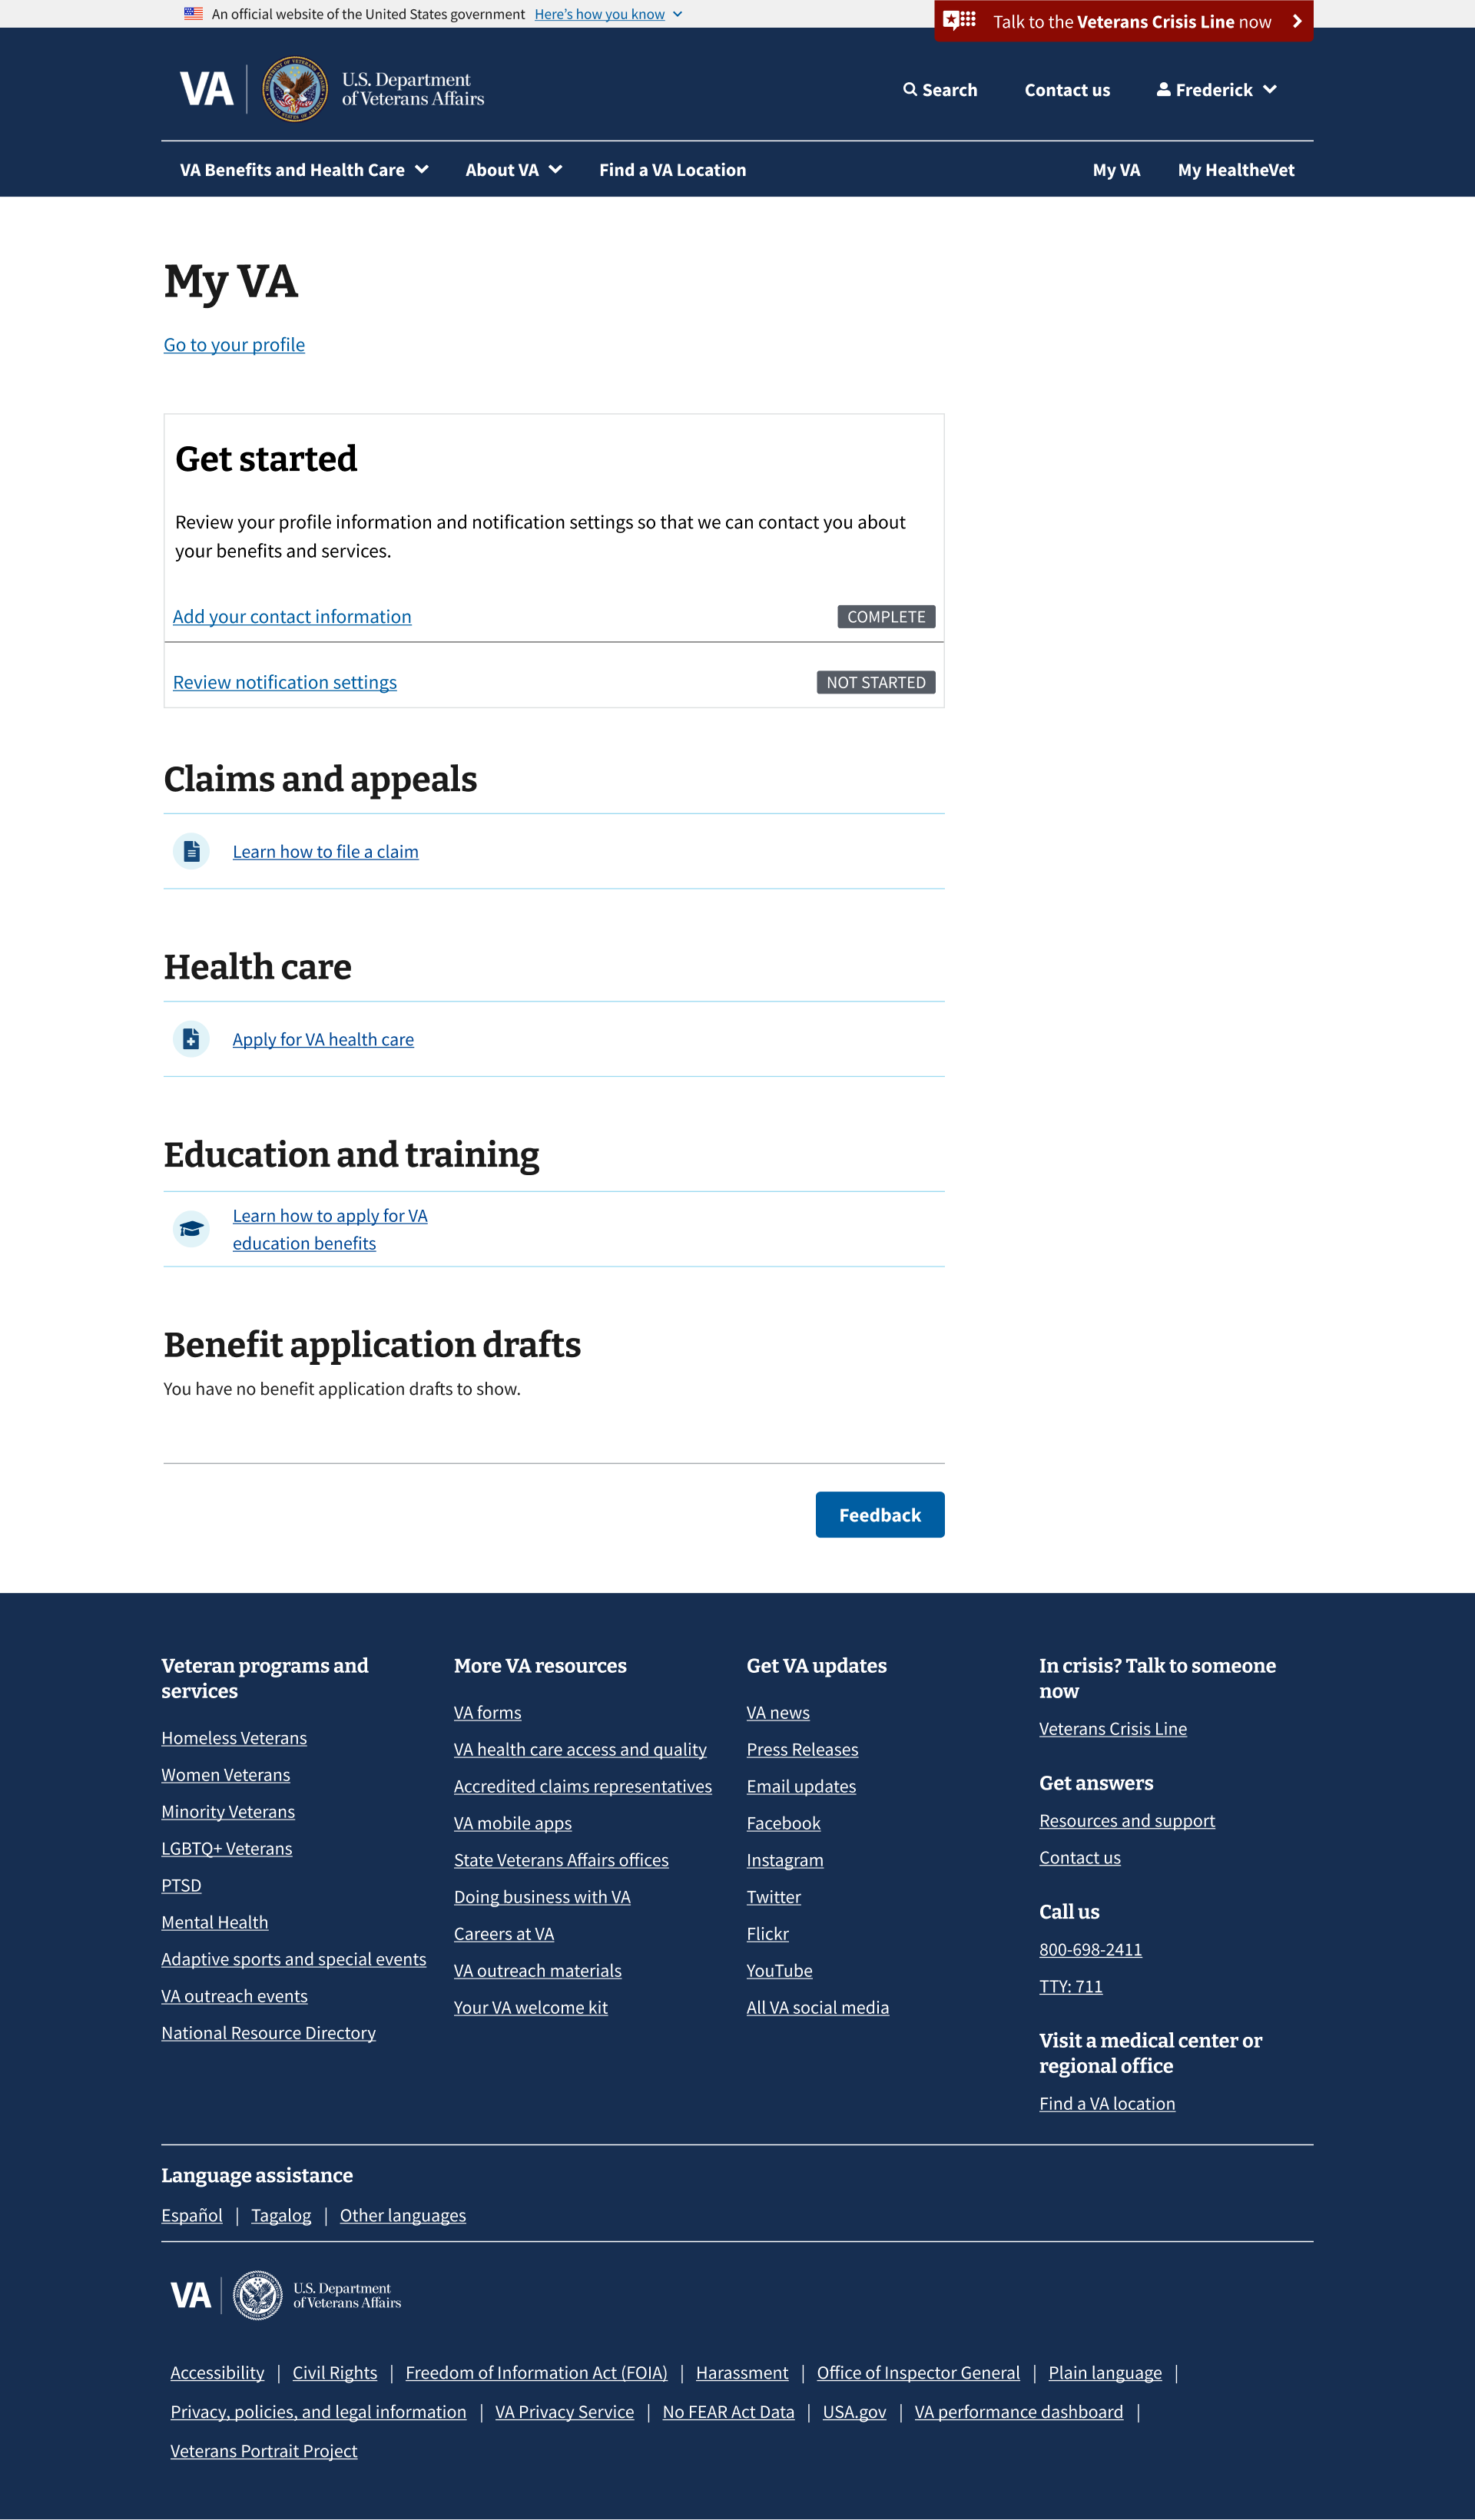 An official website of the United States government Here's how you know
Talk to the Veterans Crisis Line now
VA
U.S. Department
of Veterans Affairs
Search
Contact us
Frederick
VA Benefits and Health Care
About VA
Find a VA Location
My VA
My HealtheVet
My VA
Go to your profile
Get started
Review your profile information and notification settings so that we can contact you about
your benefits and services.
Add your contact information
COMPLETE
Review notification settings
NOT STARTED
Claims and appeals
Learn how to file a claim
Health care
Apply for VA health care
Education and training
Learn how to apply for VA
education benefits
Benefit application drafts
You have no benefit application drafts to show.
Feedback
Veteran programs and
services
Homeless Veterans
Women Veterans
Minority Veterans
LGBTQ+ Veterans
PTSD
Mental Health
Adaptive sports and special events
VA outreach events
National Resource Directory
More VA resources
VA forms
VA health care access and quality
Accredited claims representatives
VA mobile apps
State Veterans Affairs offices
Doing business with VA
Careers at VA
VA outreach materials
Your VA welcome kit
Get VA updates
VA news
Press Releases
Email updates
Facebook
Instagram
Twitter
Flickr
YouTube
All VA social media
In crisis? Talk to someone
now
Veterans Crisis Line
Get answers
Resources and support
Contact us
Call us
800-698-2411
TTY: 711
Visit a medical center or
regional office
Find a VA location
Language assistance
Español | Tagalog | Other languages
VA
U.S. Department
of Veterans Affairs
Accessibility | Civil Rights | Freedom of Information Act (FOIA) | Harassment | Office of Inspector General | Plain language |
Privacy, policies, and legal information | VA Privacy Service | No FEAR Act Data | USA.gov | VA performance dashboard |
Veterans Portrait Project